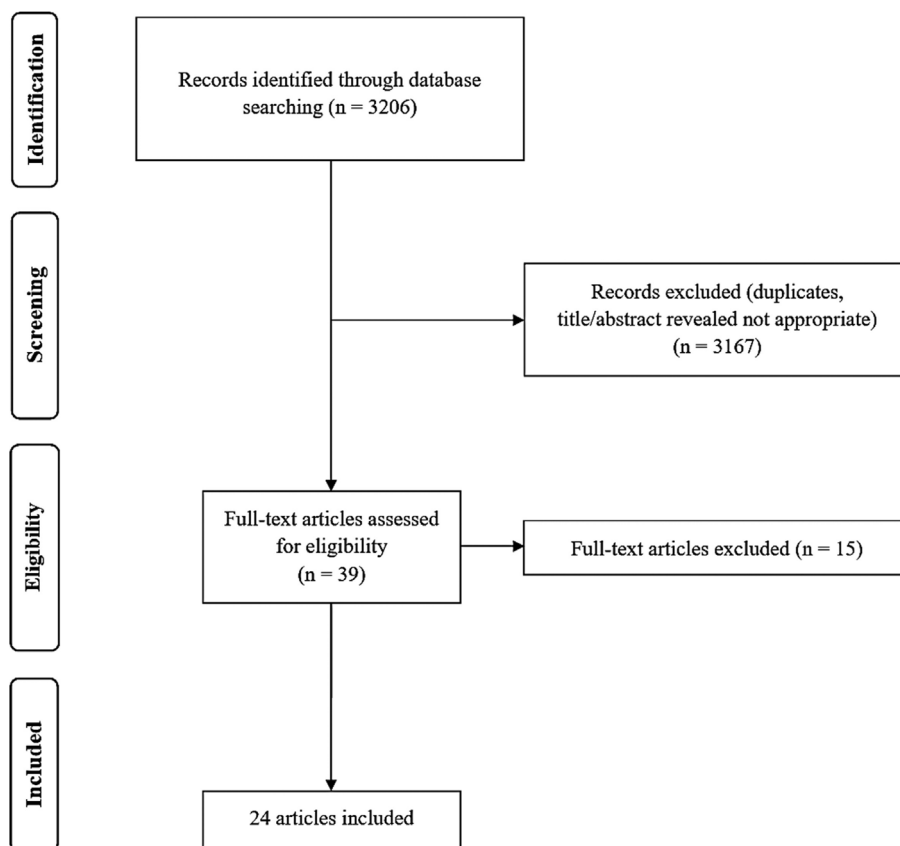 Identification
Records identified through database
searching (n = 3206)
Screening
Records excluded (duplicates,
title/abstract revealed not appropriate)
(n = 3167)
Eligibility
Full-text articles assessed
for eligibility
(n = 39)
Full-text articles excluded (n = 15)
Included
24 articles included